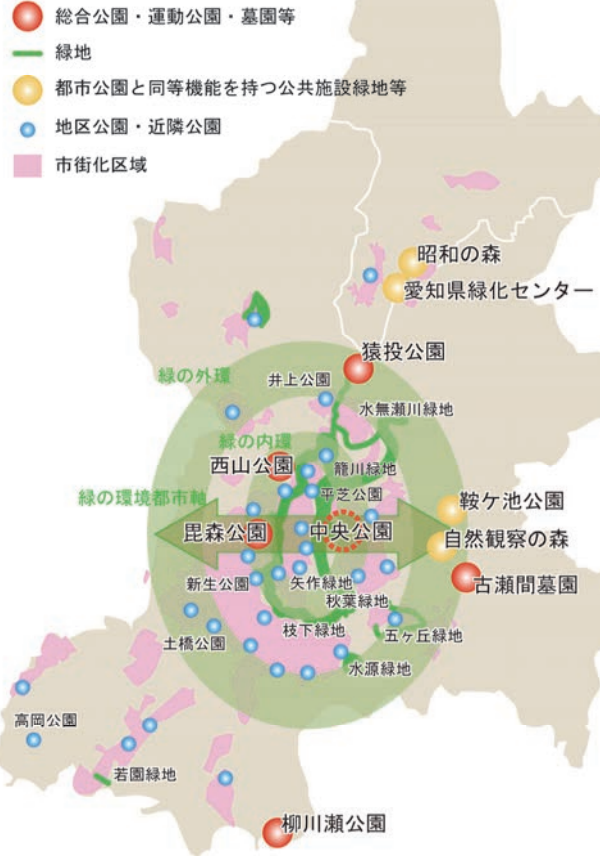 総合公園・運動公園・墓園等
緑地
都市公園と同等機能を持つ公共施設緑地等
地区公園・近隣公園
市街化区域
昭和の森
愛知県緑化センター
猿投公園
緑の外環
井上公園
水無瀬川緑地
緑の内環
西山公園
籠川緑地
平芝公園
緑の環境都市軸
鞍ケ池公園
毘森公園
中央公園
自然観察の森
新生公園
矢作緑地
古瀬間墓園
秋葉緑地
枝下緑地
五ヶ丘緑地
土橋公園
水源緑地
高岡公園
若園緑地
柳川瀬公園